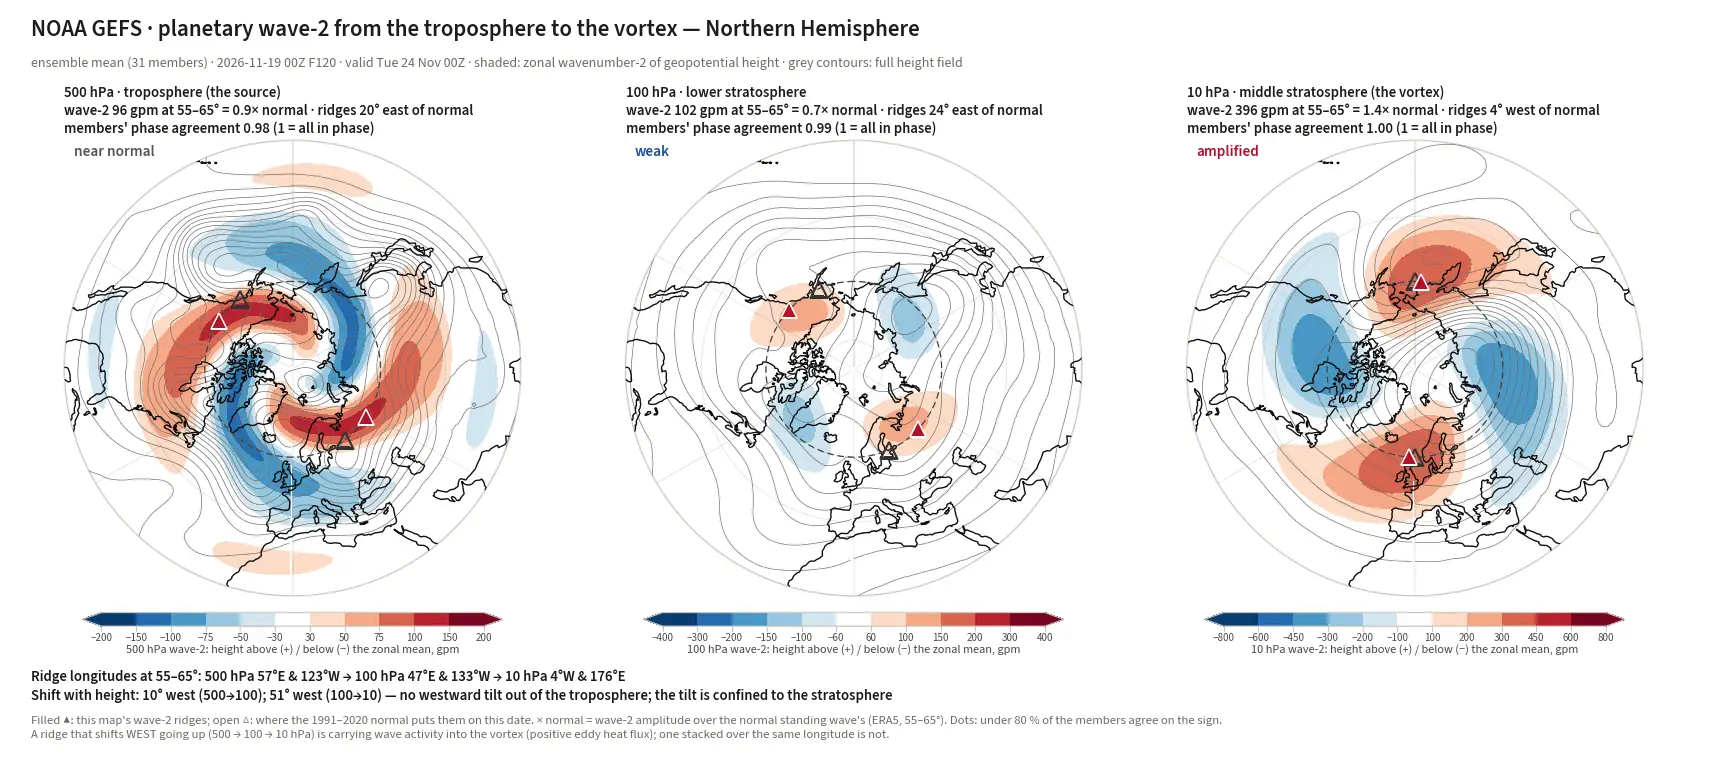 NOAA GEFS · planetary wave-2 from the troposphere to the vortex — Northern Hemisphere
ensemble mean (31 members) · 2026-11-19 00Z F120 · valid Tue 24 Nov 00Z · shaded: zonal wavenumber-2 of geopotential height · grey contours: full height field
500 hPa · troposphere (the source)
wave-2 96 gpm at 55–65° = 0.9× normal · ridges 20° east of normal
members' phase agreement 0.98 (1 = all in phase)
near normal
100 hPa · lower stratosphere
wave-2 102 gpm at 55–65° = 0.7× normal · ridges 24° east of normal
members' phase agreement 0.99 (1 = all in phase)
weak
10 hPa · middle stratosphere (the vortex)
wave-2 396 gpm at 55–65° = 1.4× normal · ridges 4° west of normal
members' phase agreement 1.00 (1 = all in phase)
amplified
−200 −150 −100 −75 −50 −30 30 50 75 100 150 200
500 hPa wave-2: height above (+) / below (−) the zonal mean, gpm
−400 −300 −200 −150 −100 −60 60 100 150 200 300 400
100 hPa wave-2: height above (+) / below (−) the zonal mean, gpm
−800 −600 −450 −300 −200 −100 100 200 300 450 600 800
10 hPa wave-2: height above (+) / below (−) the zonal mean, gpm
Ridge longitudes at 55–65°: 500 hPa 57°E & 123°W → 100 hPa 47°E & 133°W → 10 hPa 4°W & 176°E
Shift with height: 10° west (500→100); 51° west (100→10) — no westward tilt out of the troposphere; the tilt is confined to the stratosphere
Filled ▲: this map's wave-2 ridges; open △: where the 1991–2020 normal puts them on this date. × normal = wave-2 amplitude over the normal standing wave's (ERA5, 55–65°). Dots: under 80 % of the members agree on the sign.
A ridge that shifts WEST going up (500 → 100 → 10 hPa) is carrying wave activity into the vortex (positive eddy heat flux); one stacked over the same longitude is not.